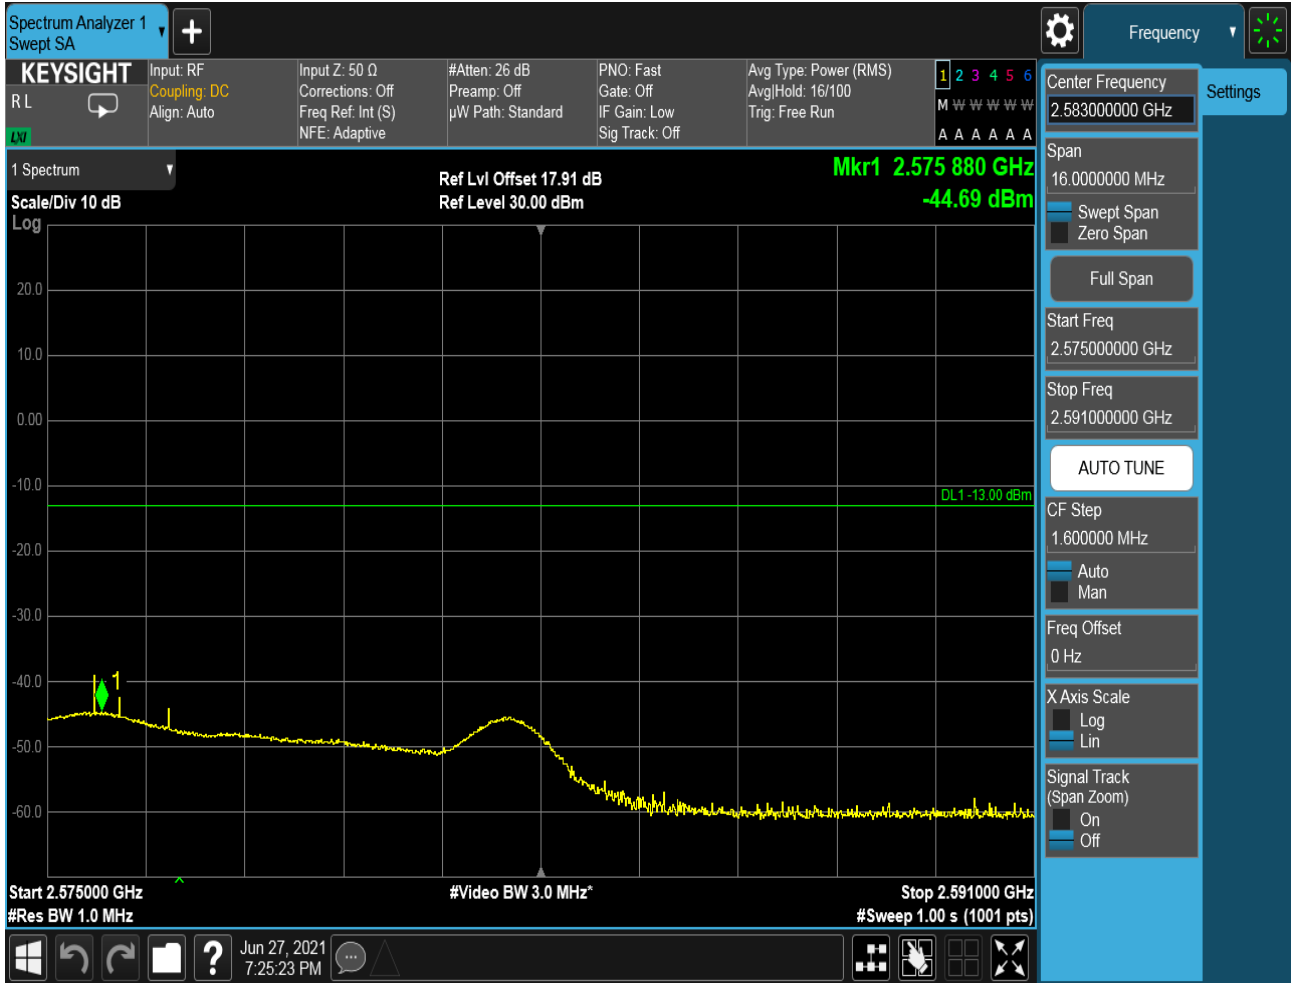 Spectrum Analyzer 1
Swept SA
Frequency
KEYSIGHT
R L
LXI
Input: RF
Coupling: DC
Align: Auto
Input Z: 50 Ω
Corrections: Off
Freq Ref: Int (S)
NFE: Adaptive
#Atten: 26 dB
Preamp: Off
µW Path: Standard
PNO: Fast
Gate: Off
IF Gain: Low
Sig Track: Off
Avg Type: Power (RMS)
Avg|Hold: 16/100
Trig: Free Run
1 2 3 4 5 6
M W W W W W
A A A A A A
1 Spectrum
Scale/Div 10 dB
Log
Ref Lvl Offset 17.91 dB
Ref Level 30.00 dBm
Mkr1 2.575 880 GHz
-44.69 dBm
20.0
10.0
0.00
-10.0
DL1 -13.00 dBm
-20.0
-30.0
-40.0
1
-50.0
-60.0
Start 2.575000 GHz
#Res BW 1.0 MHz
#Video BW 3.0 MHz*
Stop 2.591000 GHz
#Sweep 1.00 s (1001 pts)
Center Frequency
2.583000000 GHz
Settings
Span
16.0000000 MHz
Swept Span
Zero Span
Full Span
Start Freq
2.575000000 GHz
Stop Freq
2.591000000 GHz
AUTO TUNE
CF Step
1.600000 MHz
Auto
Man
Freq Offset
0 Hz
X Axis Scale
Log
Lin
Signal Track
(Span Zoom)
On
Off
?
Jun 27, 2021
7:25:23 PM